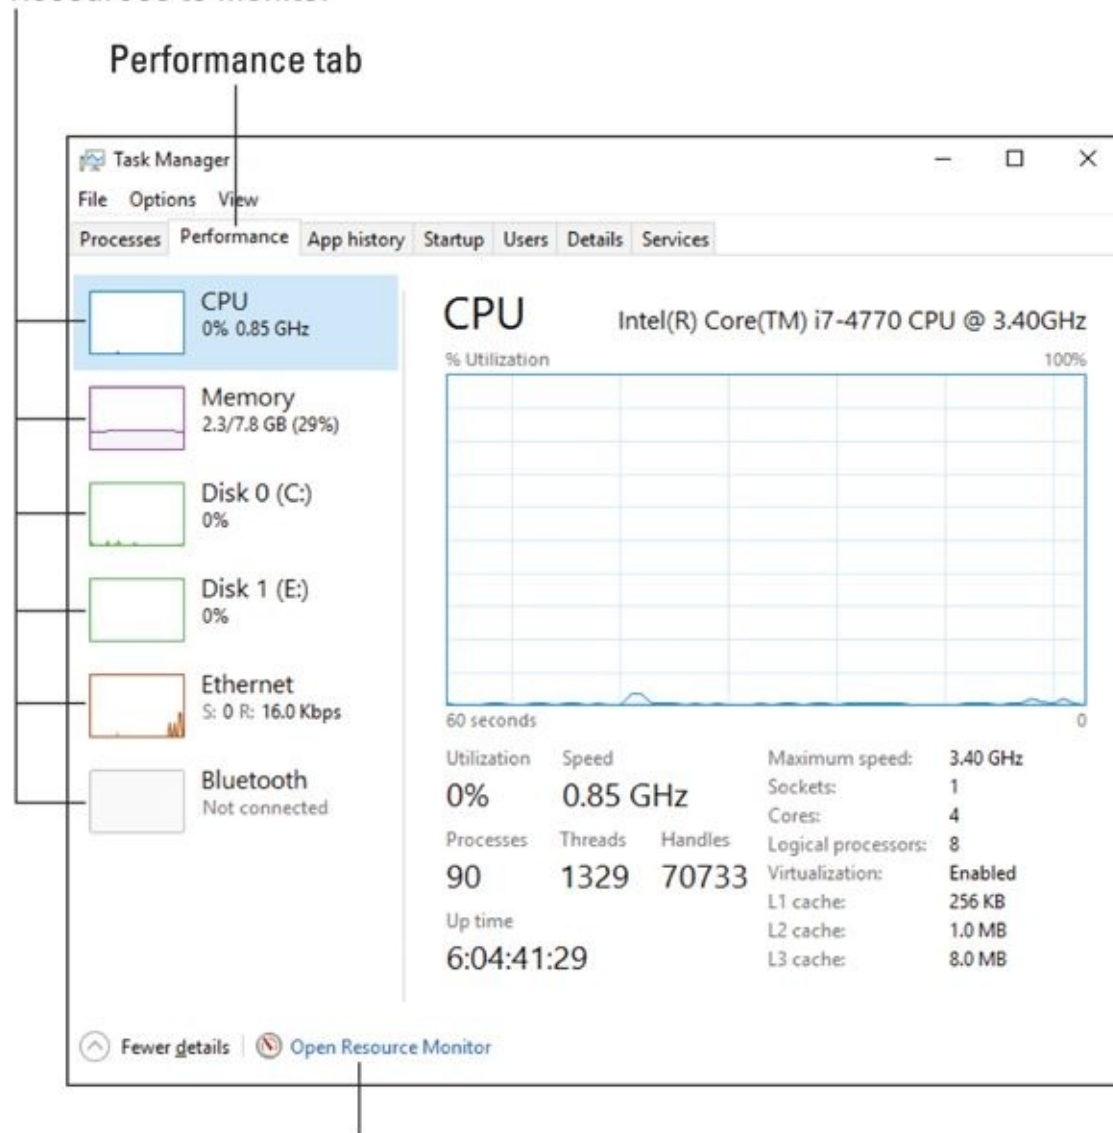 Resources to monitor
Performance tab
Task Manager
File Options View
Processes Performance App history Startup Users Details Services
CPU
0% 0.85 GHz
Memory
2.3/7.8 GB (29%)
Disk 0 (C:)
0%
Disk 1 (E:)
0%
Ethernet
S: 0 R: 16.0 Kbps
Bluetooth
Not connected
CPU Intel(R) Core(TM) i7-4770 CPU @ 3.40GHz
% Utilization 100%
60 seconds 0
Utilization Speed
0% 0.85 GHz
Processes Threads Handles
90 1329 70733
Up time
6:04:41:29
Maximum speed: 3.40 GHz
Sockets: 1
Cores: 4
Logical processors: 8
Virtualization: Enabled
L1 cache: 256 KB
L2 cache: 1.0 MB
L3 cache: 8.0 MB
Fewer details Open Resource Monitor